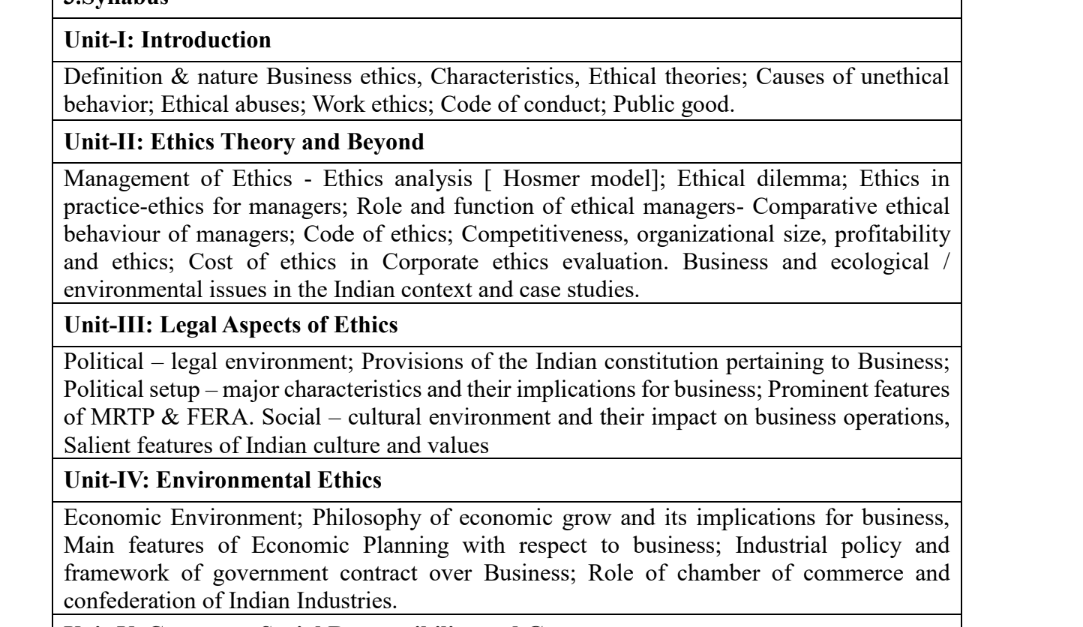 5.Syllabus
Unit-I: Introduction
Definition & nature Business ethics, Characteristics, Ethical theories; Causes of unethical
behavior; Ethical abuses; Work ethics; Code of conduct; Public good.
Unit-II: Ethics Theory and Beyond
Management of Ethics - Ethics analysis [ Hosmer model]; Ethical dilemma; Ethics in
practice-ethics for managers; Role and function of ethical managers- Comparative ethical
behaviour of managers; Code of ethics; Competitiveness, organizational size, profitability
and ethics; Cost of ethics in Corporate ethics evaluation. Business and ecological /
environmental issues in the Indian context and case studies.
Unit-III: Legal Aspects of Ethics
Political – legal environment; Provisions of the Indian constitution pertaining to Business;
Political setup – major characteristics and their implications for business; Prominent features
of MRTP & FERA. Social – cultural environment and their impact on business operations,
Salient features of Indian culture and values
Unit-IV: Environmental Ethics
Economic Environment; Philosophy of economic grow and its implications for business,
Main features of Economic Planning with respect to business; Industrial policy and
framework of government contract over Business; Role of chamber of commerce and
confederation of Indian Industries.